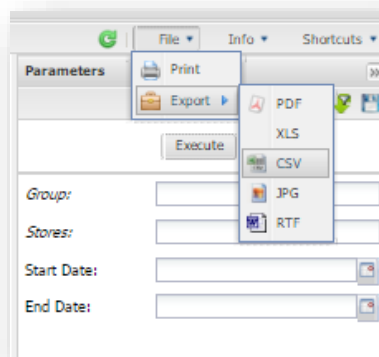 File Info Shortcuts
Parameters Print
Export PDF
XLS
Execute CSV
JPG
Group:
RTF
Stores:
Start Date:
End Date: